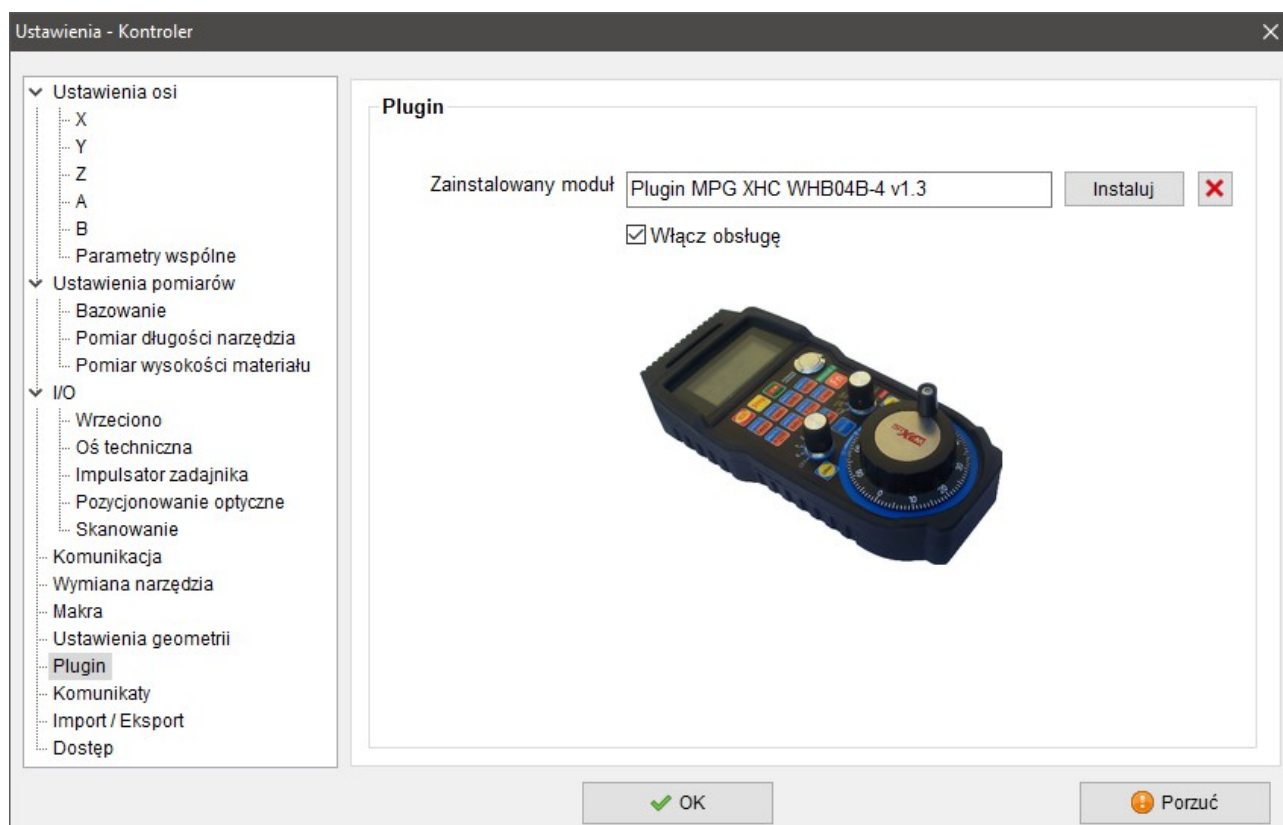 Ustawienia - Kontroler
Ustawienia osi
X
Y
Z
A
B
Parametry wspólne
Ustawienia pomiarów
Bazowanie
Pomiar długości narzędzia
Pomiar wysokości materiału
I/O
Wrzeciono
Oś techniczna
Impulsator zadajnika
Pozycjonowanie optyczne
Skanowanie
Komunikacja
Wymiana narzędzia
Makra
Ustawienia geometrii
Plugin
Komunikaty
Import / Eksport
Dostęp
Plugin
Zainstalowany moduł
Plugin MPG XHC WHB04B-4 v1.3
Instaluj
Włącz obsługę
OK
Porzuć